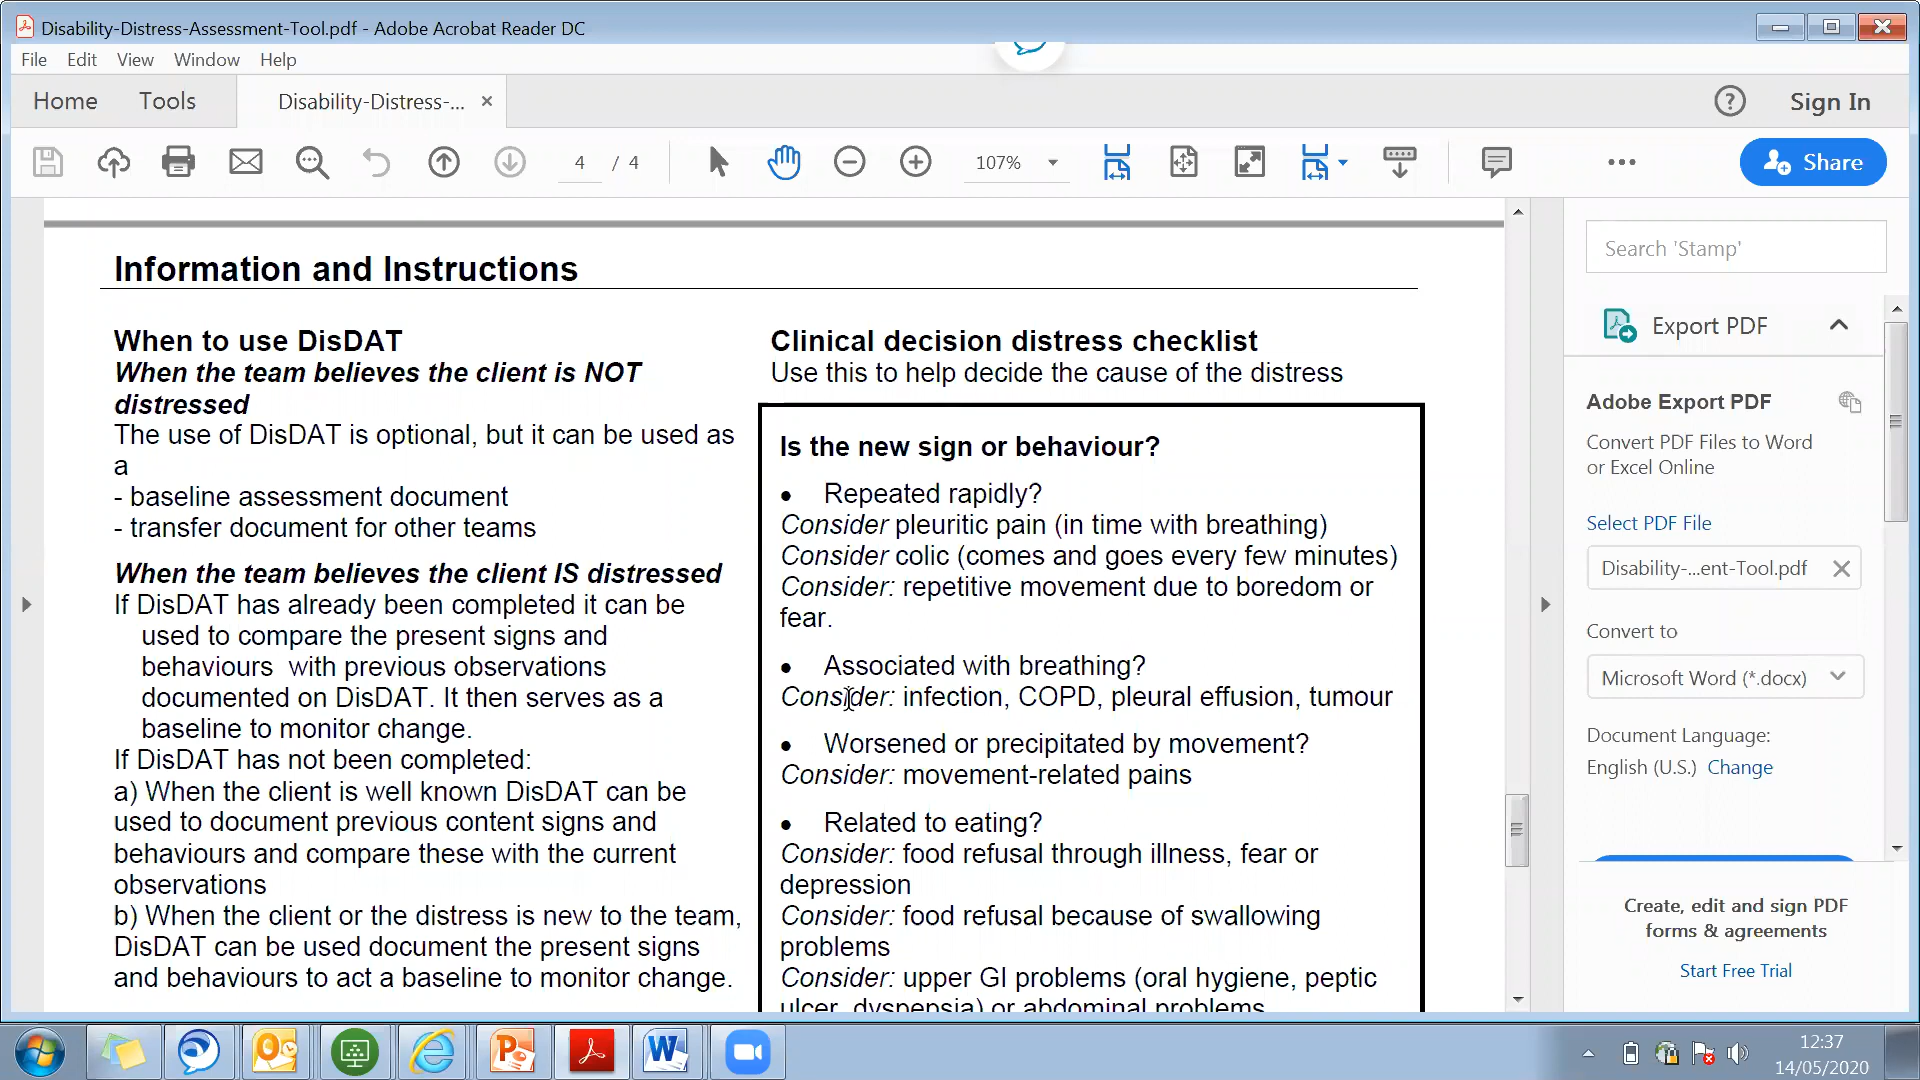 Disability-Distress-Assessment-Tool.pdf - Adobe Acrobat Reader DC
File Edit View Window Help
Home Tools Disability-Distress-... × Sign In
4 / 4 107% Share
Information and Instructions
When to use DisDAT
When the team believes the client is NOT
distressed
The use of DisDAT is optional, but it can be used as
a
- baseline assessment document
- transfer document for other teams
When the team believes the client IS distressed
If DisDAT has already been completed it can be
used to compare the present signs and
behaviours with previous observations
documented on DisDAT. It then serves as a
baseline to monitor change.
If DisDAT has not been completed:
a) When the client is well known DisDAT can be
used to document previous content signs and
behaviours and compare these with the current
observations
b) When the client or the distress is new to the team,
DisDAT can be used document the present signs
and behaviours to act a baseline to monitor change.
Clinical decision distress checklist
Use this to help decide the cause of the distress
Is the new sign or behaviour?
• Repeated rapidly?
Consider pleuritic pain (in time with breathing)
Consider colic (comes and goes every few minutes)
Consider: repetitive movement due to boredom or
fear.
• Associated with breathing?
Consider: infection, COPD, pleural effusion, tumour
• Worsened or precipitated by movement?
Consider: movement-related pains
• Related to eating?
Consider: food refusal through illness, fear or
depression
Consider: food refusal because of swallowing
problems
Consider: upper GI problems (oral hygiene, peptic
ulcer, dyspepsia) or abdominal problems
Search 'Stamp'
Export PDF
Adobe Export PDF
Convert PDF Files to Word
or Excel Online
Select PDF File
Disability-...ent-Tool.pdf
Convert to
Microsoft Word (*.docx)
Document Language:
English (U.S.) Change
Create, edit and sign PDF
forms & agreements
Start Free Trial
12:37
14/05/2020